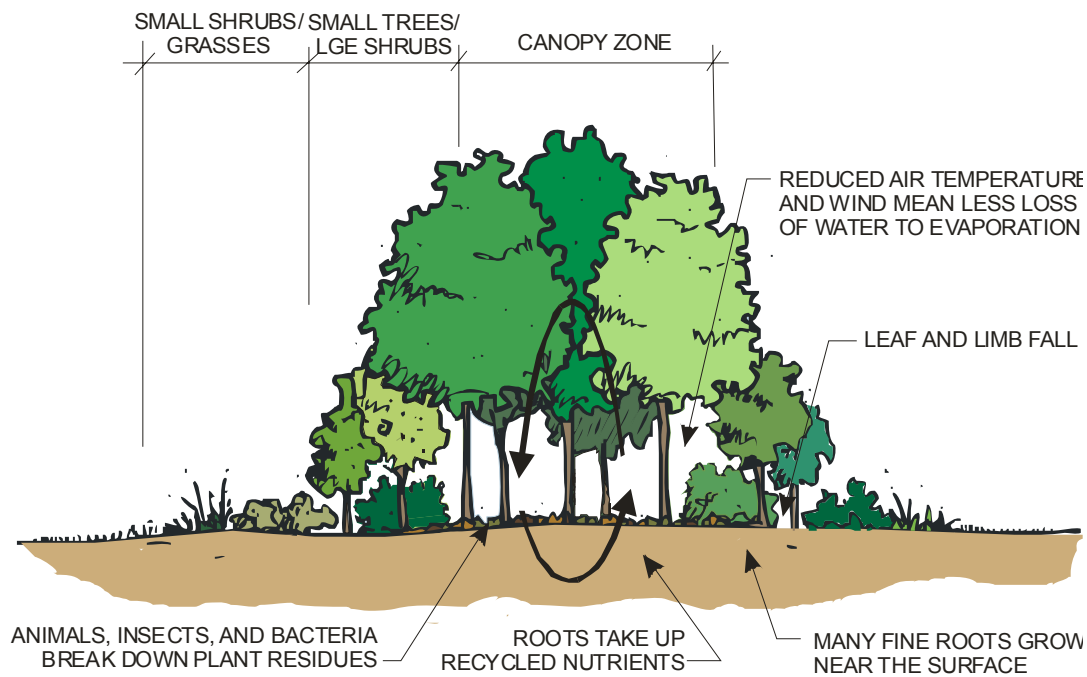 SMALL SHRUBS/
GRASSES
SMALL TREES/
LGE SHRUBS
CANOPY ZONE
REDUCED AIR TEMPERATURE
AND WIND MEAN LESS LOSS
OF WATER TO EVAPORATION
LEAF AND LIMB FALL
ANIMALS, INSECTS, AND BACTERIA
BREAK DOWN PLANT RESIDUES
ROOTS TAKE UP
RECYCLED NUTRIENTS
MANY FINE ROOTS GROW
NEAR THE SURFACE